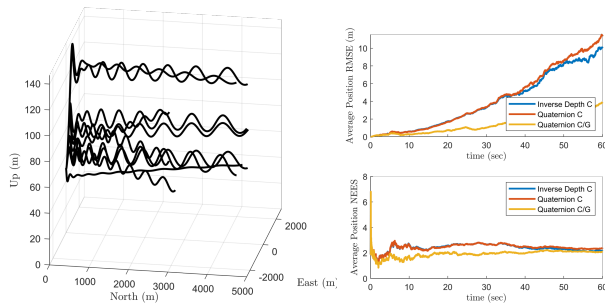 140
120
100
80
60
40
20
0
Up (m)
0
1000
2000
3000
4000
5000
North (m)
2000
0
-2000
East (m)
Average Position RMSE (m)
10
8
6
4
2
0
Inverse Depth C
Quaternion C
Quaternion C/G
0 10 20 30 40 50 60
time (sec)
Average Position NEES
8
6
4
2
0
Inverse Depth C
Quaternion C
Quaternion C/G
0 10 20 30 40 50 60
time (sec)